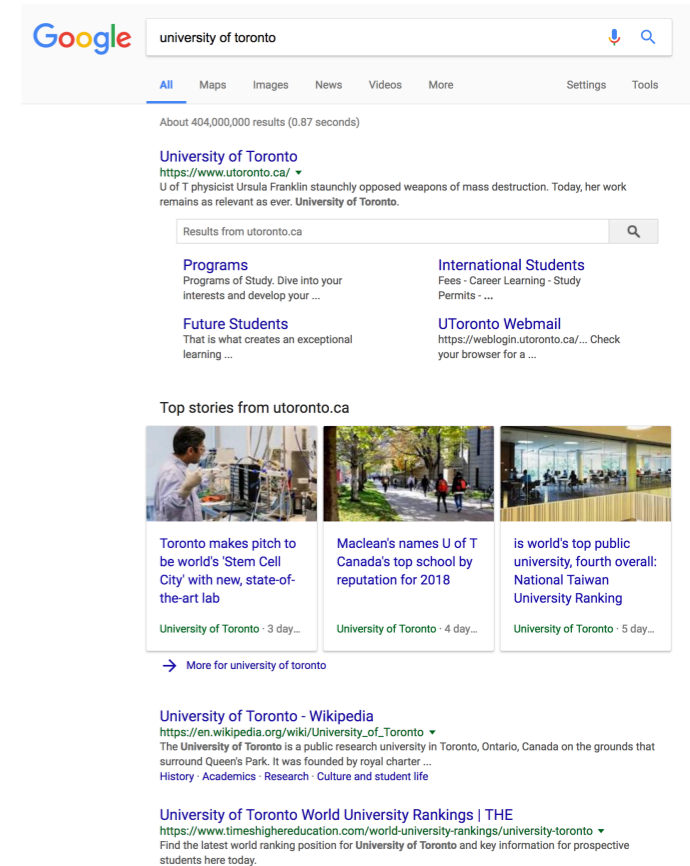 Google
university of toronto
All Maps Images News Videos More Settings Tools
About 404,000,000 results (0.87 seconds)
University of Toronto
https://www.utoronto.ca/
U of T physicist Ursula Franklin staunchly opposed weapons of mass destruction. Today, her work
remains as relevant as ever. University of Toronto.
Results from utoronto.ca
Programs
Programs of Study. Dive into your
interests and develop your ...
International Students
Fees - Career Learning - Study
Permits - ...
Future Students
That is what creates an exceptional
learning ...
UToronto Webmail
https://weblogin.utoronto.ca/... Check
your browser for a ...
Top stories from utoronto.ca
Toronto makes pitch to
be world's 'Stem Cell
City' with new, state-of-
the-art lab
University of Toronto · 3 day...
Maclean's names U of T
Canada's top school by
reputation for 2018
University of Toronto · 4 day...
is world's top public
university, fourth overall:
National Taiwan
University Ranking
University of Toronto · 5 day...
More for university of toronto
University of Toronto - Wikipedia
https://en.wikipedia.org/wiki/University_of_Toronto
The University of Toronto is a public research university in Toronto, Ontario, Canada on the grounds that
surround Queen's Park. It was founded by royal charter ...
History · Academics · Research · Culture and student life
University of Toronto World University Rankings | THE
https://www.timeshighereducation.com/world-university-rankings/university-toronto
Find the latest world ranking position for University of Toronto and key information for prospective
students here today.